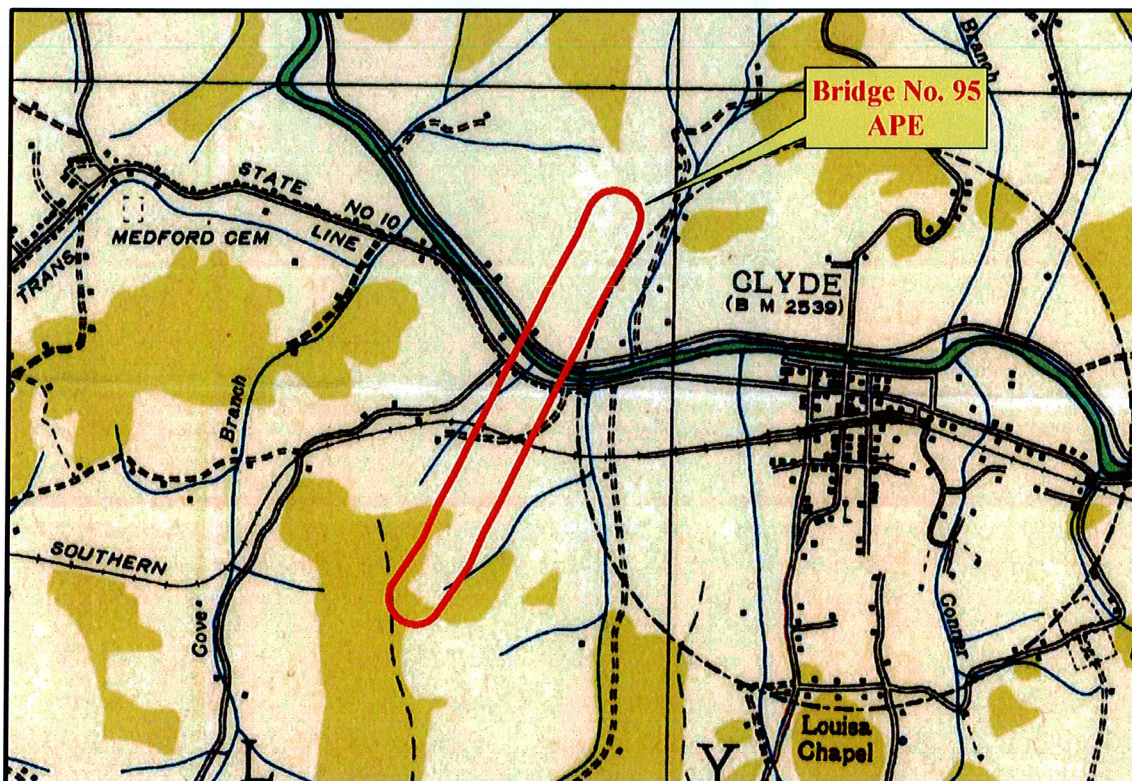 Branch
Bridge No. 95
APE
STATE
NO 10
LINE
MEDFORD CEM
TRANS
CLYDE
(B M 2539)
Branch
SOUTHERN
Cove
Conner
Louisa
Chapel
L
Y